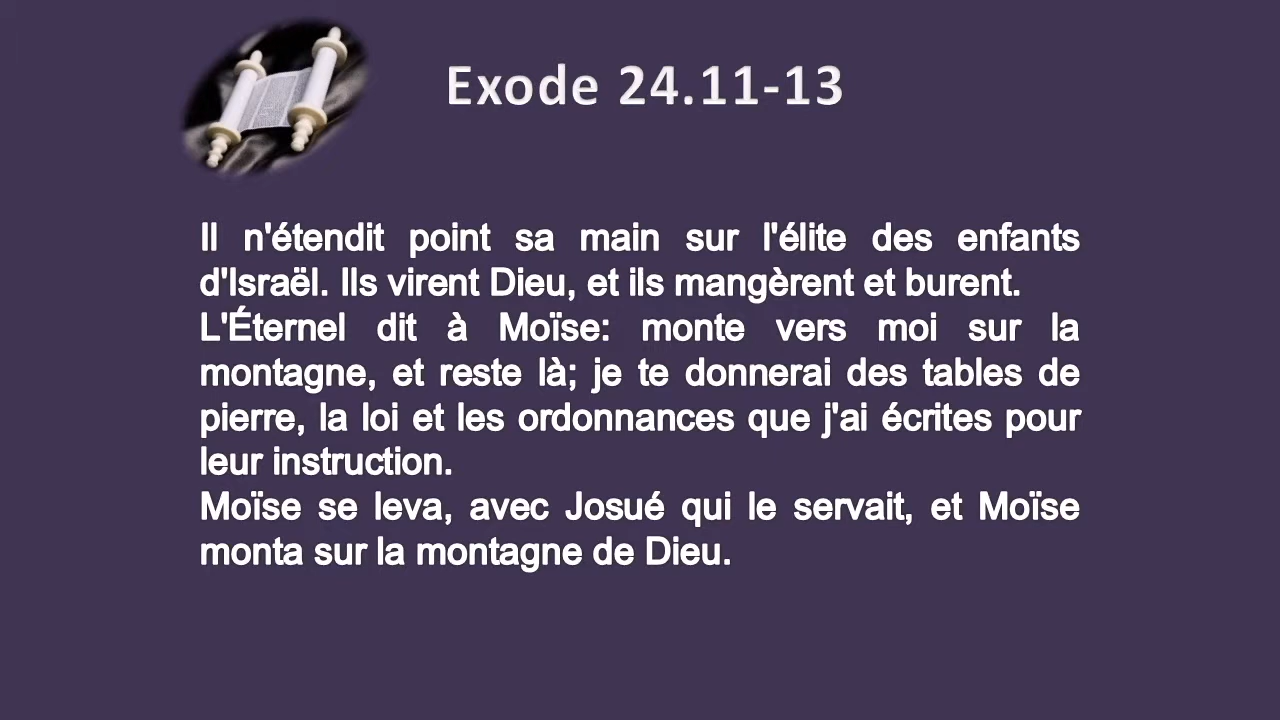 Exode 24.11-13
Il n'étendit point sa main sur l'élite des enfants
d'Israël. Ils virent Dieu, et ils mangèrent et burent.
L'Éternel dit à Moïse: monte vers moi sur la
montagne, et reste là; je te donnerai des tables de
pierre, la loi et les ordonnances que j'ai écrites pour
leur instruction.
Moïse se leva, avec Josué qui le servait, et Moïse
monta sur la montagne de Dieu.